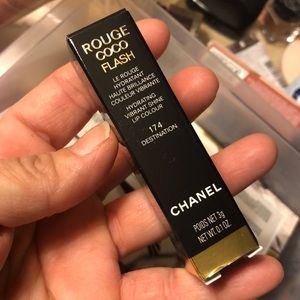 ROUGE
COCO
FLASH
LE ROUGE
HYDRATANT
HAUTE BRILLANCE
COULEUR VIBRANTE
HYDRATING
VIBRANT SHINE
LIP COLOUR
174
DESTINATION
CHANEL
POIDS NET 3g
NET WT. 0.1 OZ.